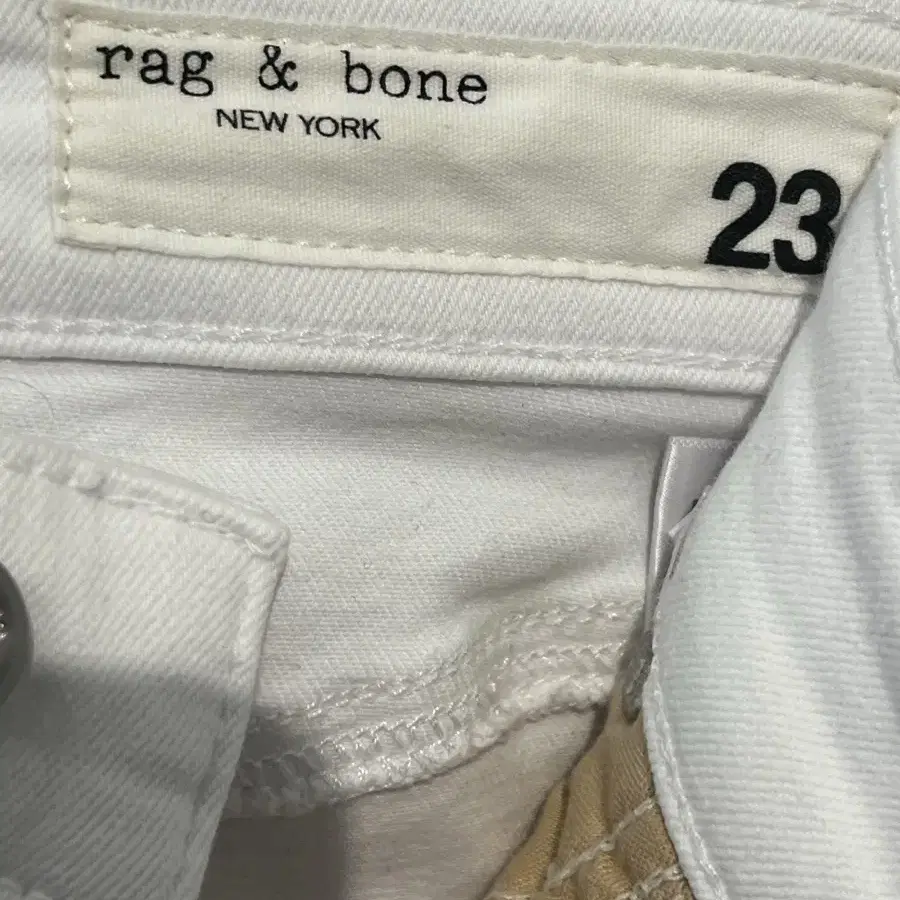 rag & bone
NEW YORK
23